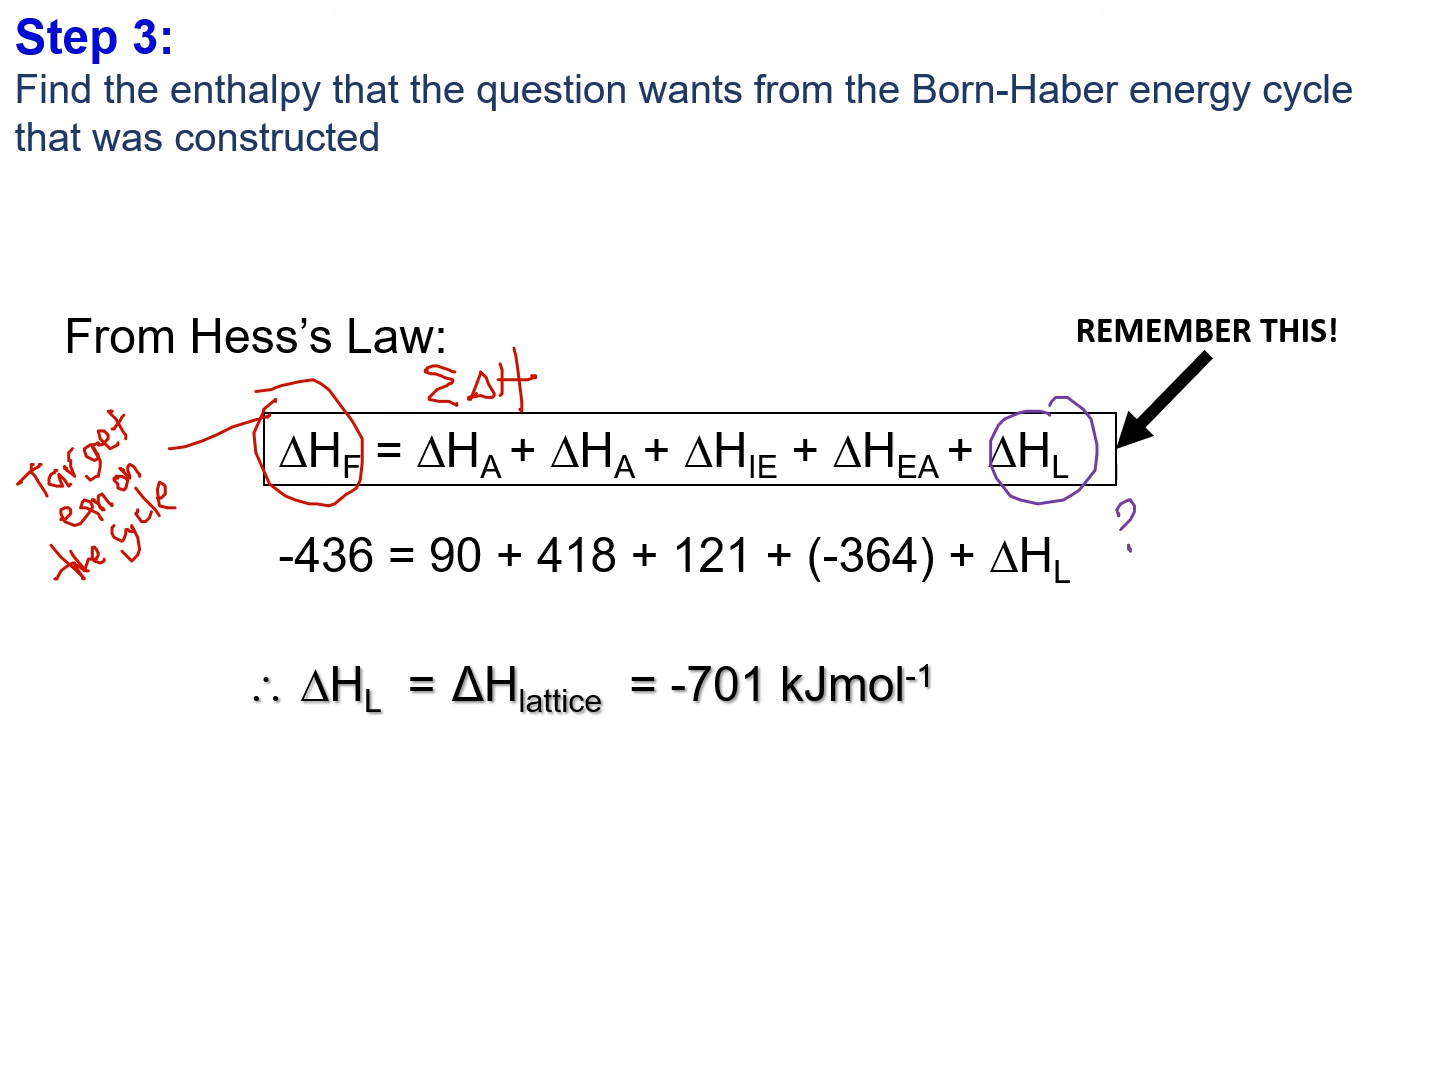 Step 3:
Find the enthalpy that the question wants from the Born-Haber energy cycle
that was constructed
From Hess’s Law:
REMEMBER THIS!
Σ ΔH
ΔHF = ΔHA + ΔHA + ΔHIE + ΔHEA + ΔHL
Target
eqn on
the cycle
?
-436 = 90 + 418 + 121 + (-364) + ΔHL
∴ ΔHL = ΔHlattice = -701 kJmol-1